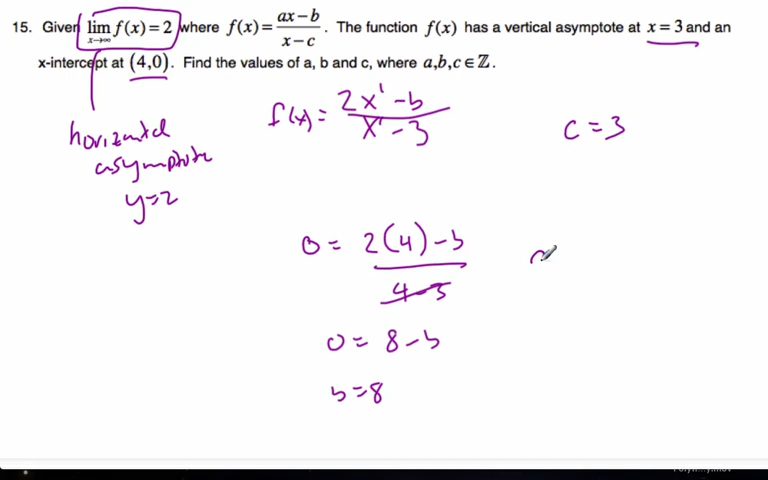 15. Given lim x→∞ f(x) = 2 where f(x) = (ax − b)/(x − c). The function f(x) has a vertical asymptote at x = 3 and an
x-intercept at (4,0). Find the values of a, b and c, where a,b,c ∈ ℤ.
horizontal
asymptote
y=2
f(x) = (2x¹ − b)/(x¹ − 3)
c = 3
0 = (2(4) − b)/(4−3)
0 = 8 − b
b = 8